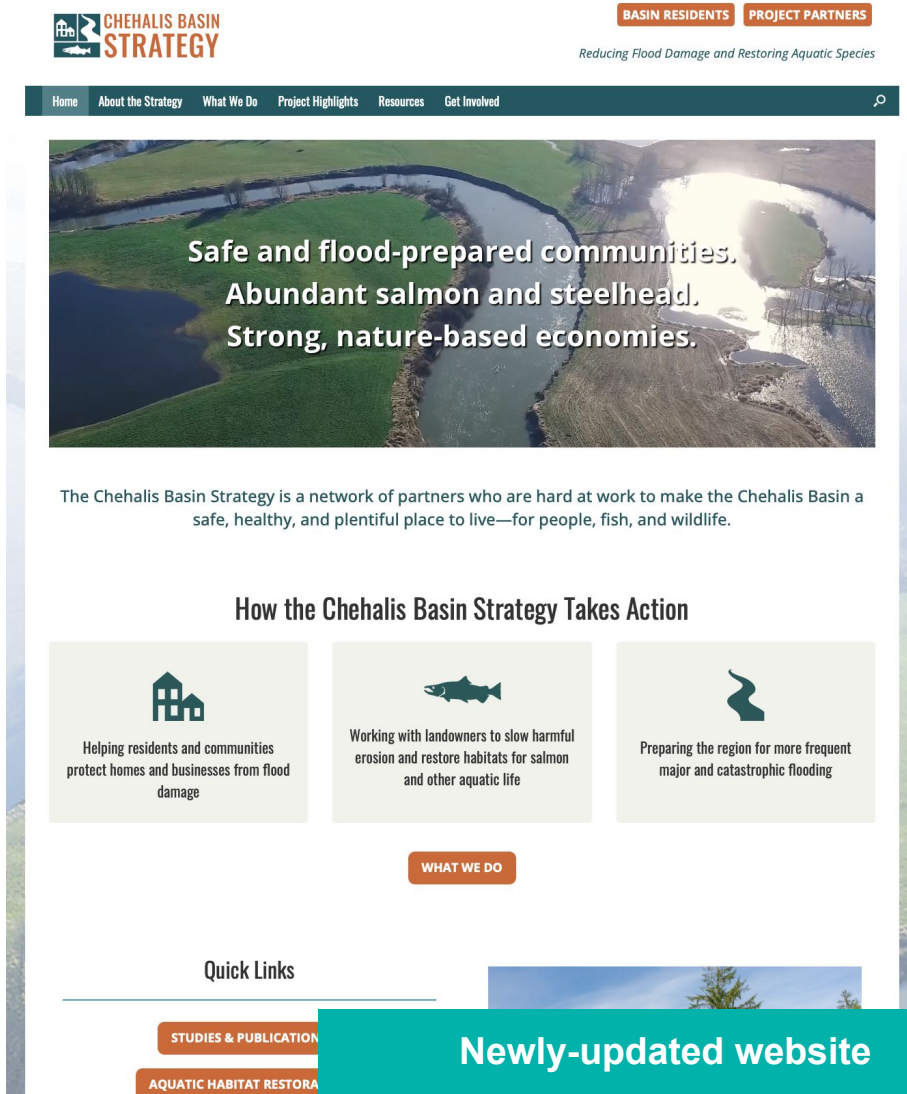 CHEHALIS BASIN
STRATEGY
BASIN RESIDENTS
PROJECT PARTNERS
Reducing Flood Damage and Restoring Aquatic Species
Home About the Strategy What We Do Project Highlights Resources Get Involved
Safe and flood-prepared communities.
Abundant salmon and steelhead.
Strong, nature-based economies.
The Chehalis Basin Strategy is a network of partners who are hard at work to make the Chehalis Basin a
safe, healthy, and plentiful place to live—for people, fish, and wildlife.
How the Chehalis Basin Strategy Takes Action
Helping residents and communities
protect homes and businesses from flood
damage
Working with landowners to slow harmful
erosion and restore habitats for salmon
and other aquatic life
Preparing the region for more frequent
major and catastrophic flooding
WHAT WE DO
Quick Links
STUDIES & PUBLICATION
AQUATIC HABITAT RESTORA
Newly-updated website